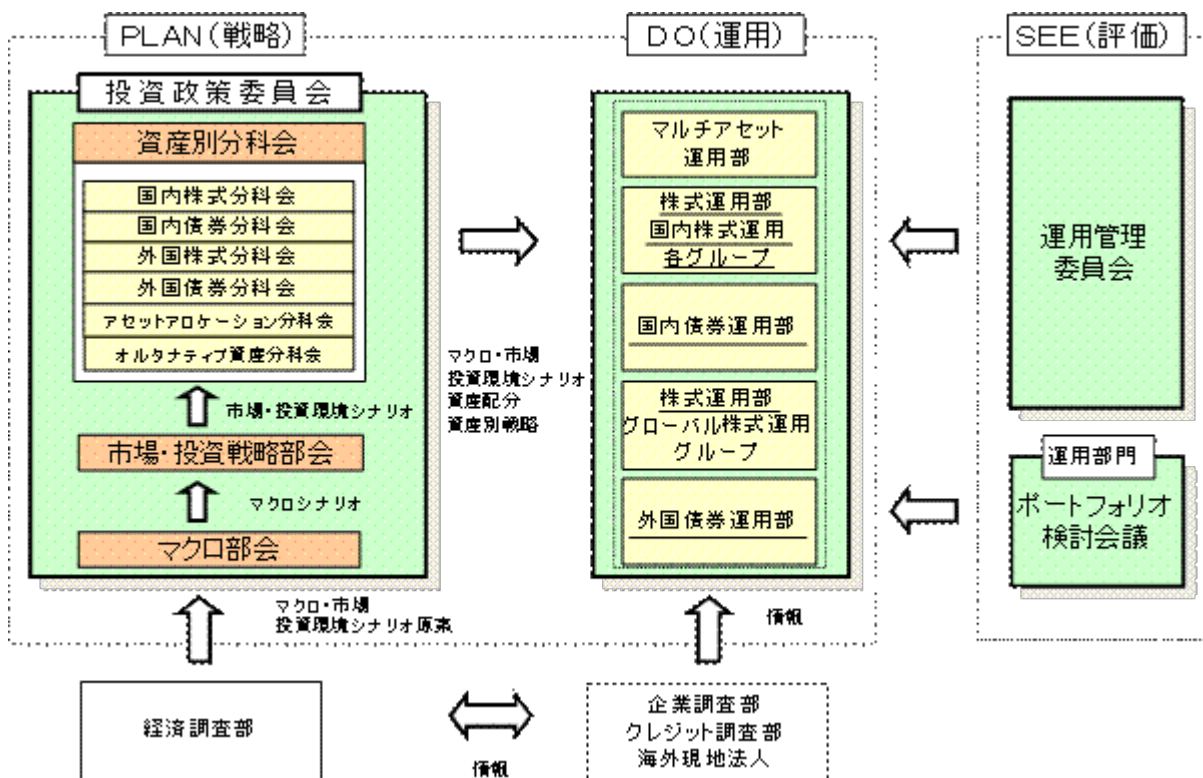 PLAN(戦略)
投資政策委員会
資産別分科会
国内株式分科会
国内債券分科会
外国株式分科会
外国債券分科会
アセットアロケーション分科会
オルタナティブ資産分科会
市場・投資環境シナリオ
市場・投資戦略部会
マクロシナリオ
マクロ部会
マクロ・市場
投資環境シナリオ原案
経済調査部
マクロ・市場
投資環境シナリオ
資産配分
資産別戦略
DO(運用)
マルチアセット
運用部
株式運用部
国内株式運用
各グループ
国内債券運用部
株式運用部
グローバル株式運用
グループ
外国債券運用部
情報
企業調査部
クレジット調査部
海外現地法人
情報
SEE(評価)
運用管理
委員会
運用部門
ポートフォリオ
検討会議